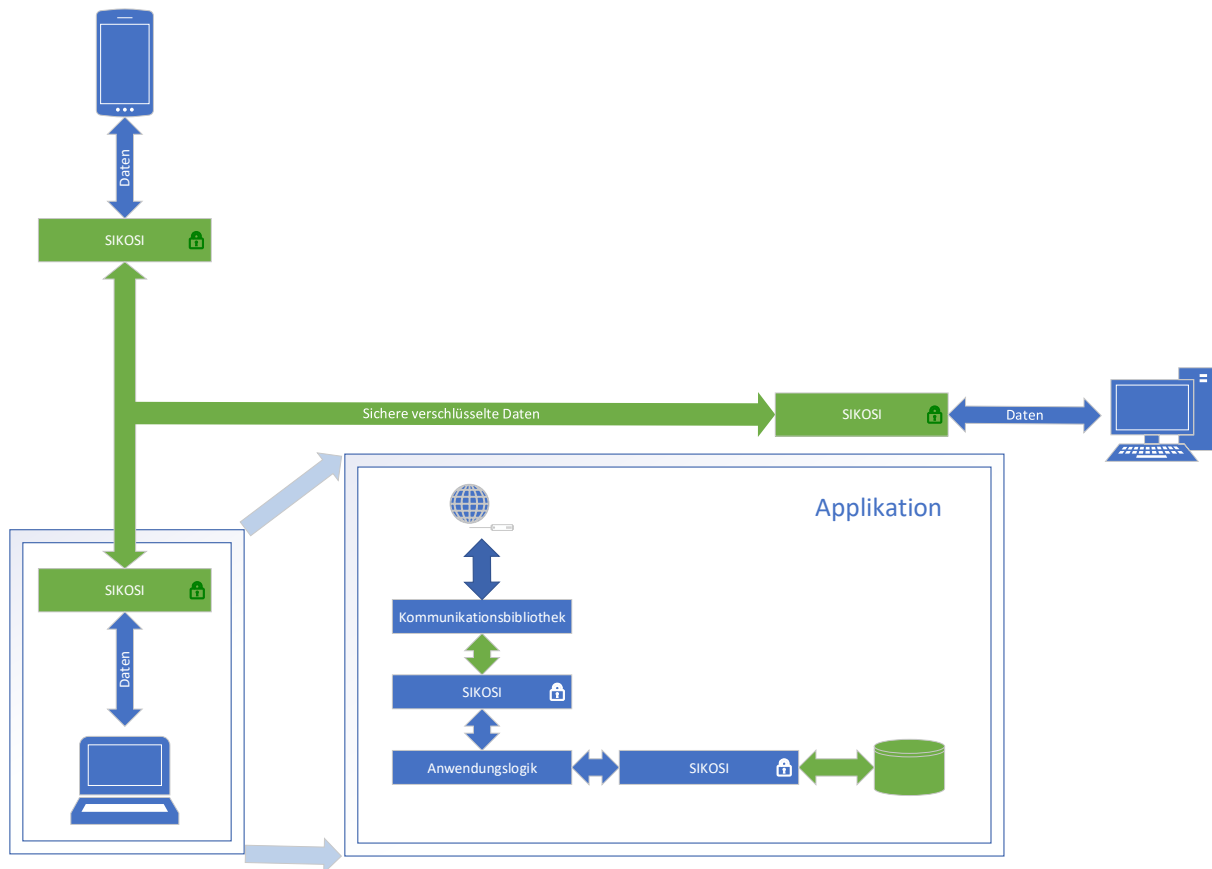 Daten
SIKOSI
Sichere verschlüsselte Daten
SIKOSI
Daten
SIKOSI
Daten
Applikation
Kommunikationsbibliothek
SIKOSI
Anwendungslogik
SIKOSI